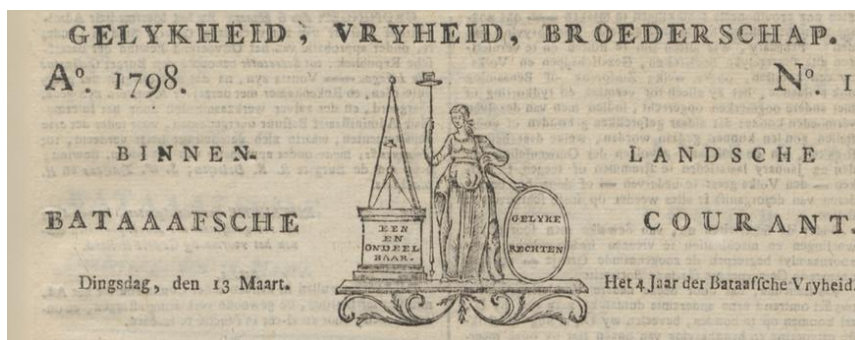 GELYKHEID, VRYHEID, BROEDERSCHAP.
Aº. 1798.
Nº. 1
BINNEN-
LANDSCHE
BATAAAFSCHE
COURANT.
EEN
EN
ONDEEL
BAAR.
GELYKE
RECHTEN
Dingsdag, den 13 Maart.
Het 4 Jaar der Bataafsche Vryheid.